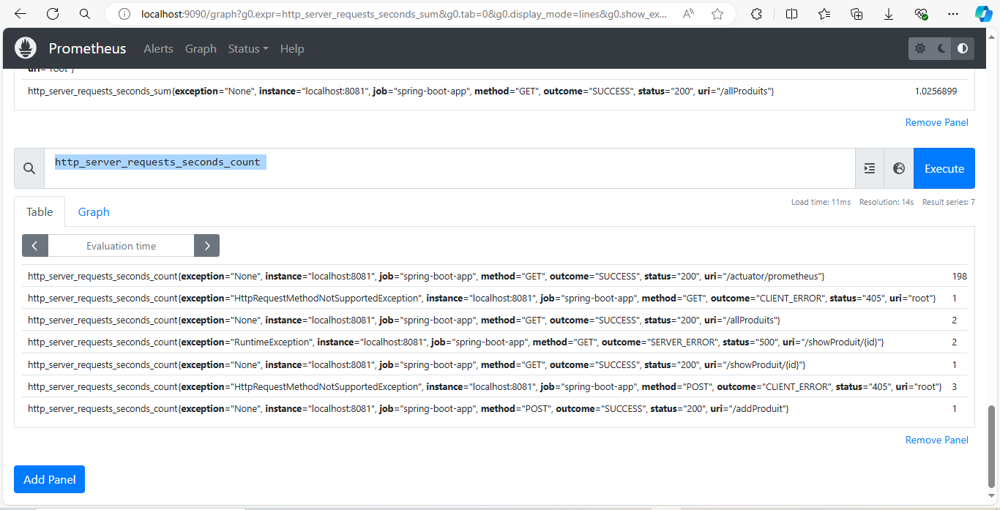 localhost:9090/graph?g0.expr=http_server_requests_seconds_sum&g0.tab=0&g0.display_mode=lines&g0.show_ex...
Prometheus Alerts Graph Status Help
uri="root"}
http_server_requests_seconds_sum{exception="None", instance="localhost:8081", job="spring-boot-app", method="GET", outcome="SUCCESS", status="200", uri="/allProduits"} 1.0256899
Remove Panel
http_server_requests_seconds_count
Execute
Load time: 11ms Resolution: 14s Result series: 7
Table Graph
Evaluation time
http_server_requests_seconds_count{exception="None", instance="localhost:8081", job="spring-boot-app", method="GET", outcome="SUCCESS", status="200", uri="/actuator/prometheus"} 198
http_server_requests_seconds_count{exception="HttpRequestMethodNotSupportedException", instance="localhost:8081", job="spring-boot-app", method="GET", outcome="CLIENT_ERROR", status="405", uri="root"} 1
http_server_requests_seconds_count{exception="None", instance="localhost:8081", job="spring-boot-app", method="GET", outcome="SUCCESS", status="200", uri="/allProduits"} 2
http_server_requests_seconds_count{exception="RuntimeException", instance="localhost:8081", job="spring-boot-app", method="GET", outcome="SERVER_ERROR", status="500", uri="/showProduit/{id}"} 2
http_server_requests_seconds_count{exception="None", instance="localhost:8081", job="spring-boot-app", method="GET", outcome="SUCCESS", status="200", uri="/showProduit/{id}"} 1
http_server_requests_seconds_count{exception="HttpRequestMethodNotSupportedException", instance="localhost:8081", job="spring-boot-app", method="POST", outcome="CLIENT_ERROR", status="405", uri="root"} 3
http_server_requests_seconds_count{exception="None", instance="localhost:8081", job="spring-boot-app", method="POST", outcome="SUCCESS", status="200", uri="/addProduit"} 1
Remove Panel
Add Panel